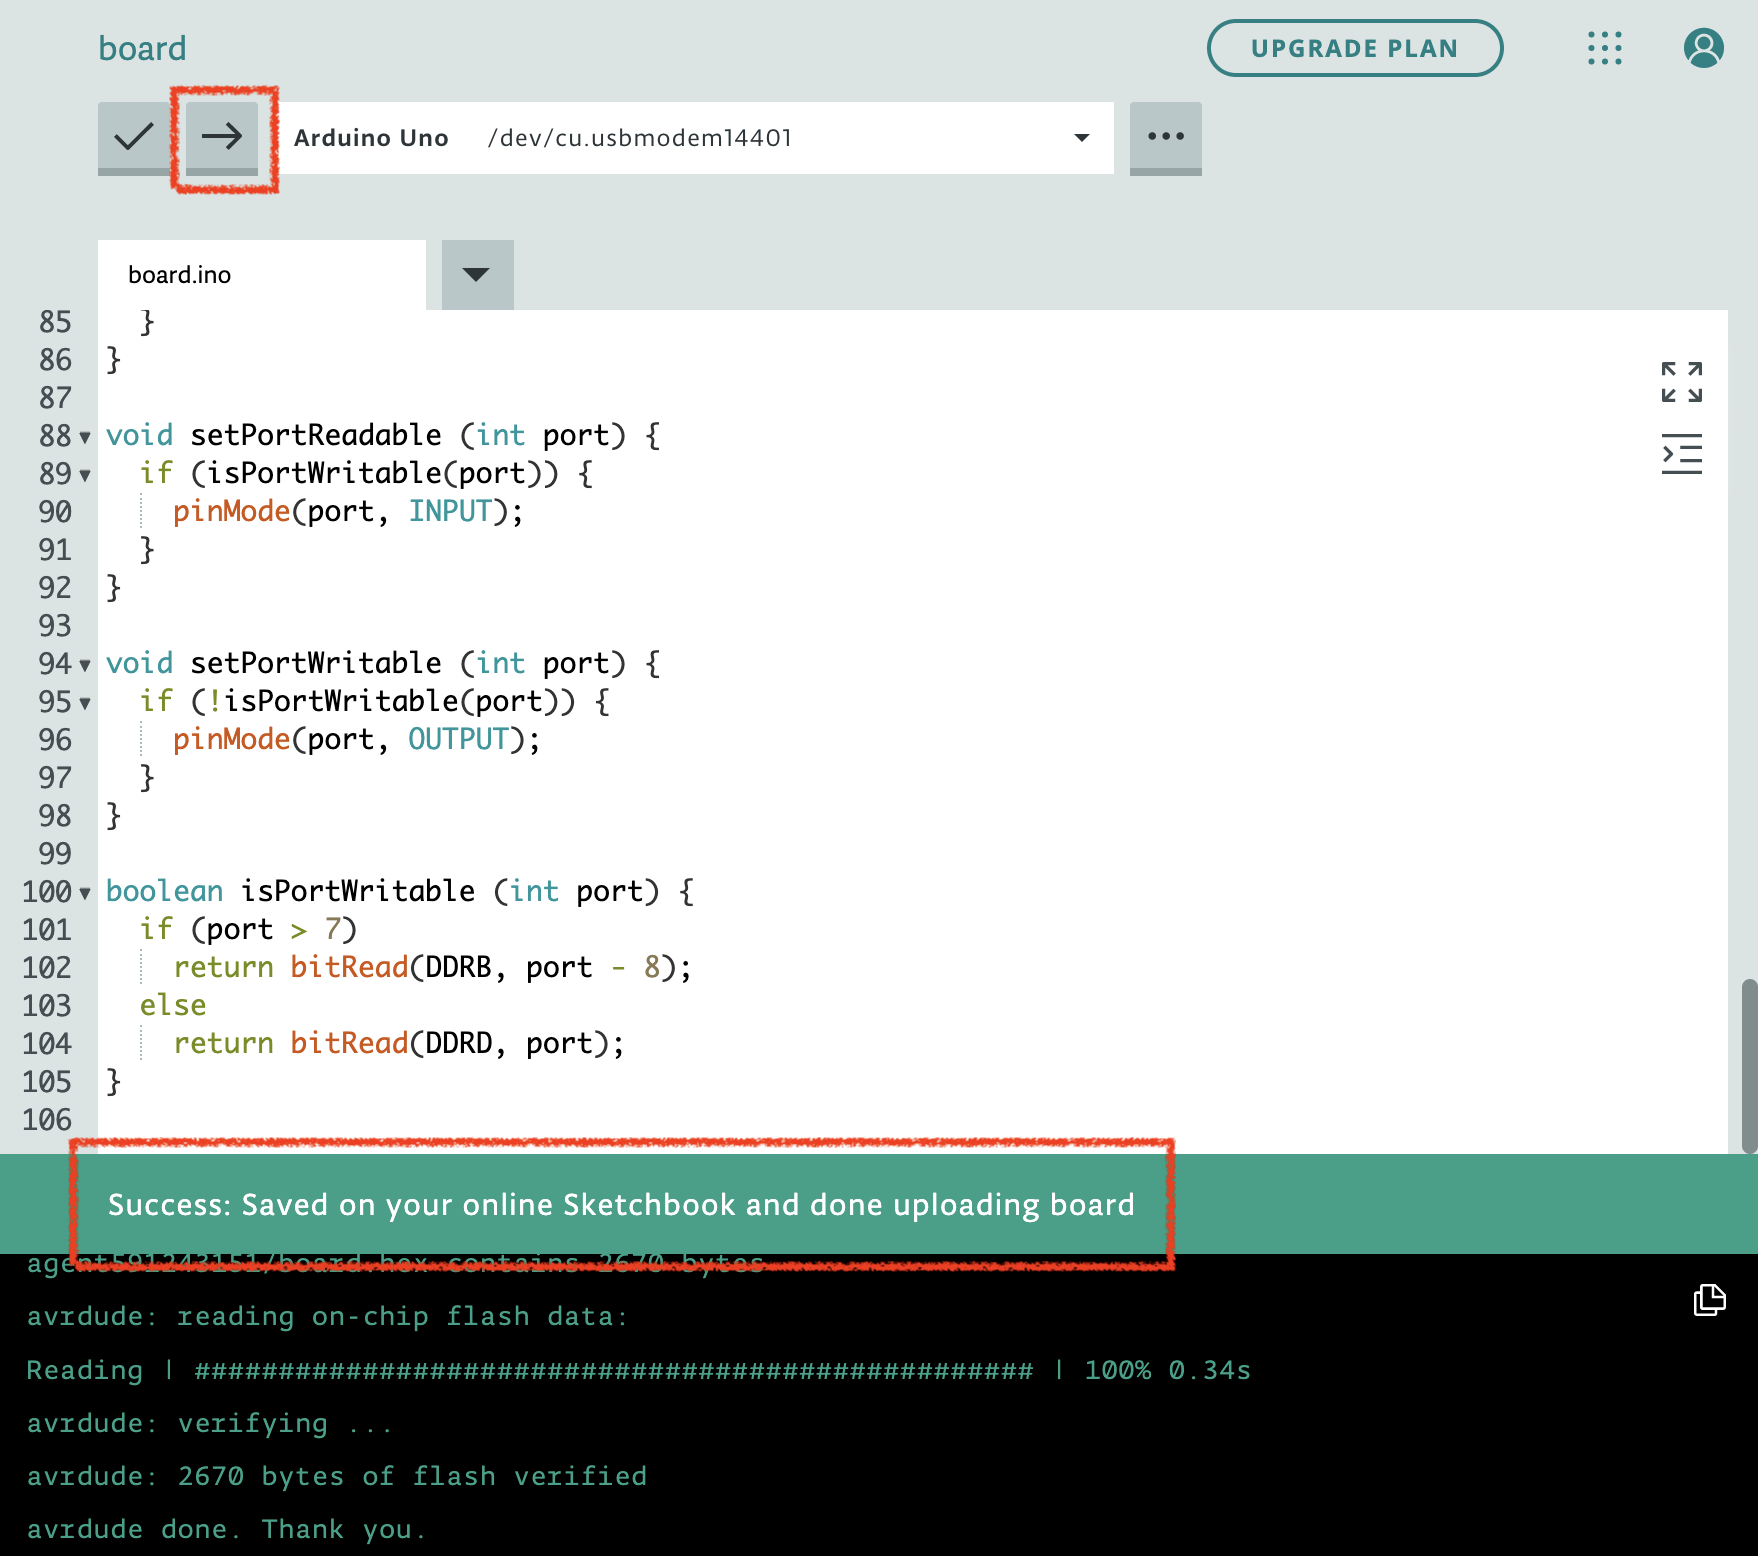 board
UPGRADE PLAN
Arduino Uno /dev/cu.usbmodem14401
board.ino
85   }
86 }
87
88 void setPortReadable (int port) {
89   if (isPortWritable(port)) {
90     pinMode(port, INPUT);
91   }
92 }
93
94 void setPortWritable (int port) {
95   if (!isPortWritable(port)) {
96     pinMode(port, OUTPUT);
97   }
98 }
99
100 boolean isPortWritable (int port) {
101   if (port > 7)
102     return bitRead(DDRB, port - 8);
103   else
104     return bitRead(DDRD, port);
105 }
106
Success: Saved on your online Sketchbook and done uploading board
agent591243151/board.hex contains 2670 bytes
avrdude: reading on-chip flash data:
Reading | ################################################## | 100% 0.34s
avrdude: verifying ...
avrdude: 2670 bytes of flash verified
avrdude done. Thank you.